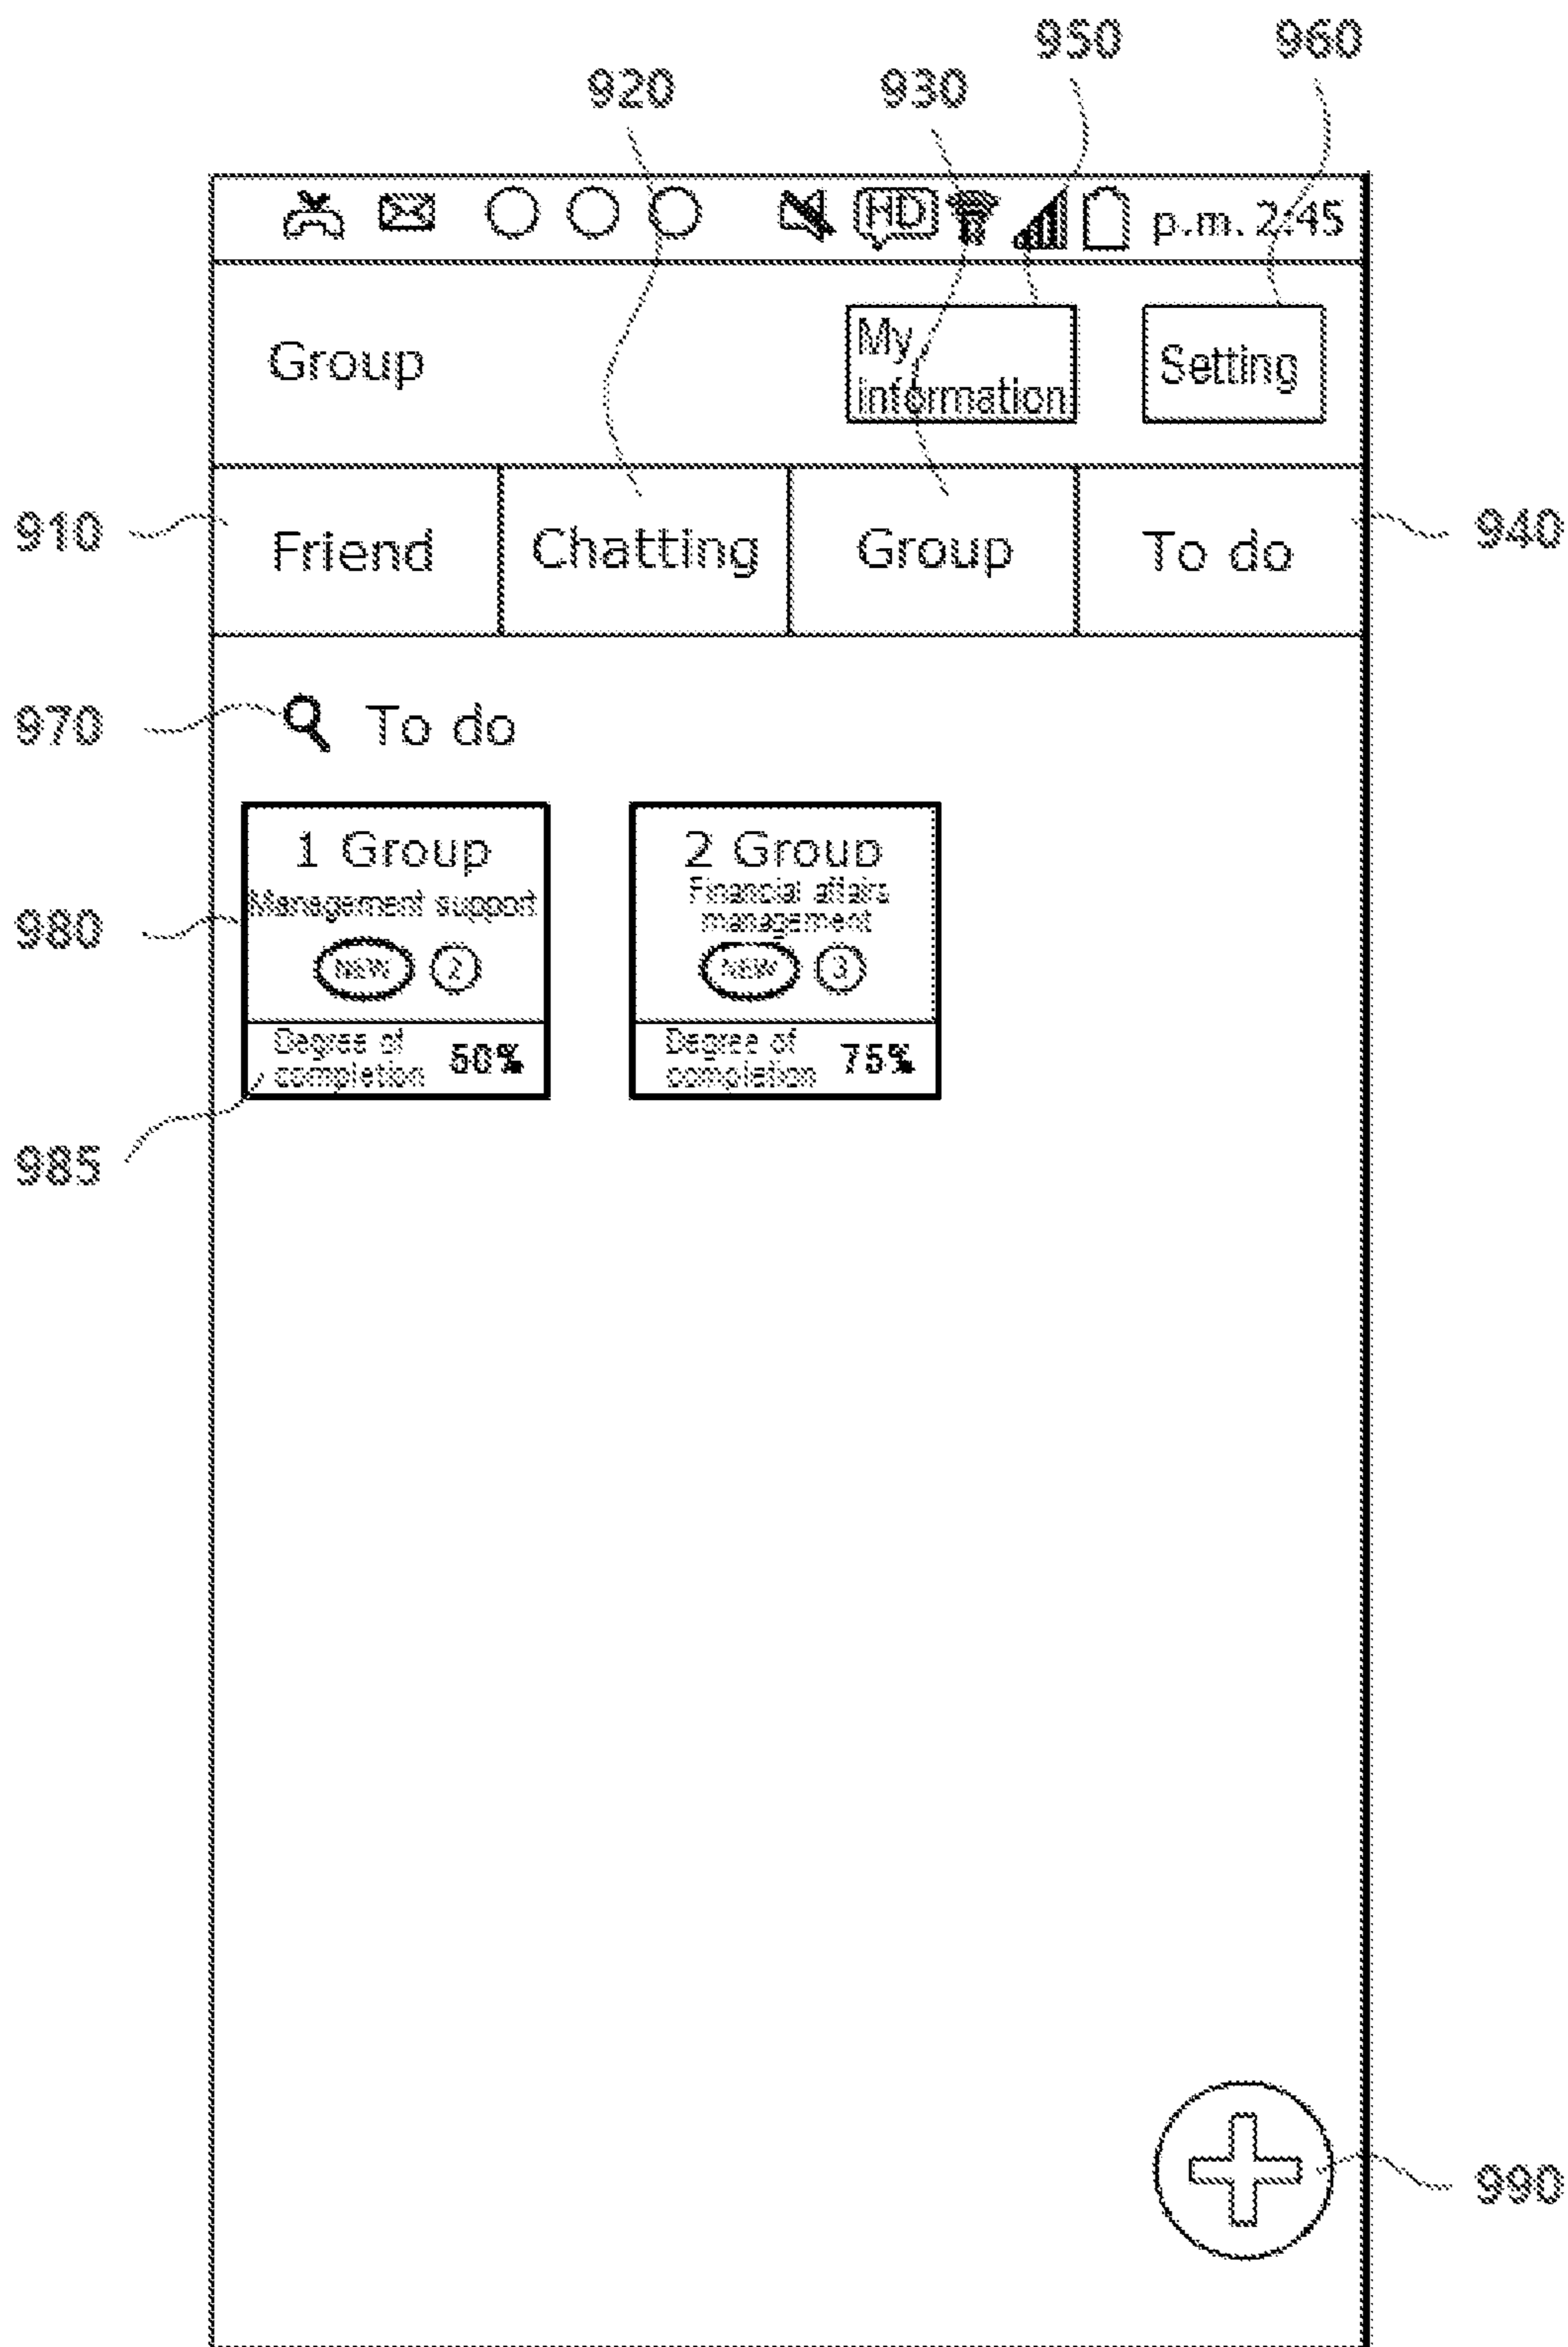 950 960
920 930
HD p.m. 2:45
Group My information Setting
910 Friend Chatting Group To do 940
970 To do
1 Group 2 Group
Management support Financial affairs
management
980 NEW 2 NEW 3
Degree of
completion 50% Degree of
completion 75%
985
990